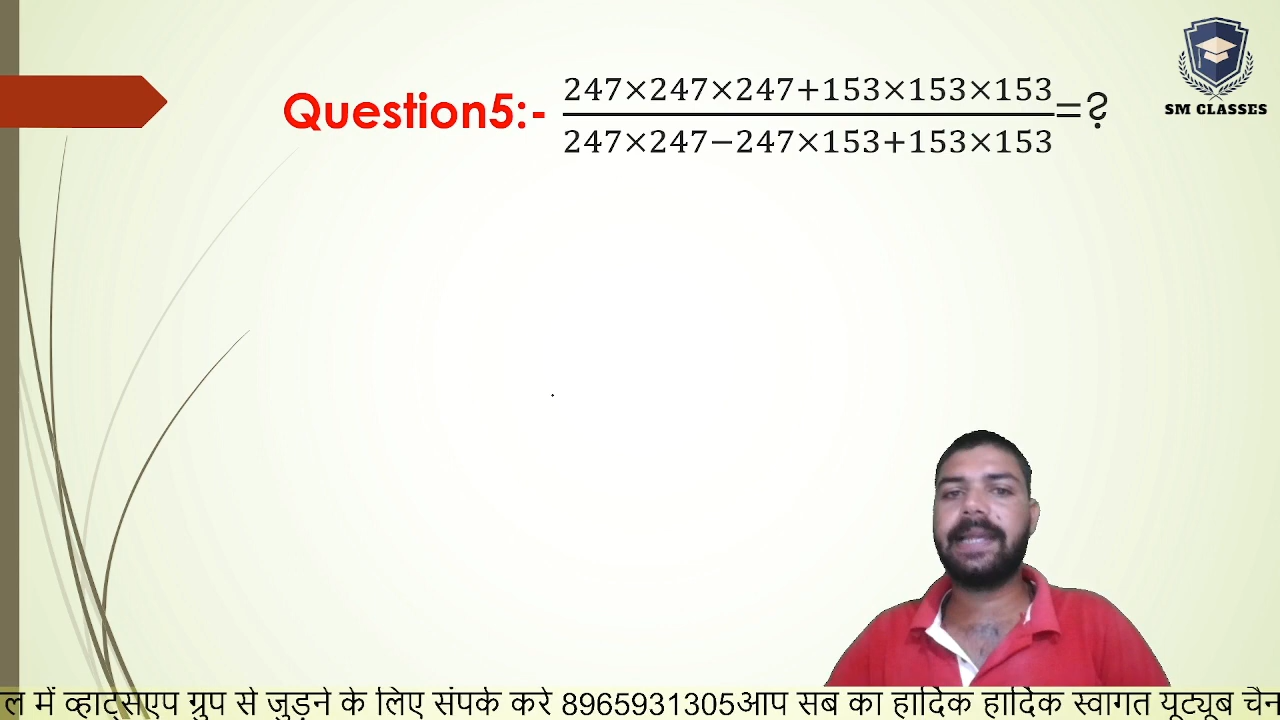 Question5:- 247×247×247+153×153×153
247×247−247×153+153×153 =?
SM CLASSES
ल में व्हाट्सएप ग्रुप से जुड़ने के लिए संपर्क करे 8965931305आप सब का हार्दिक हार्दिक स्वागत यूट्यूब चैन